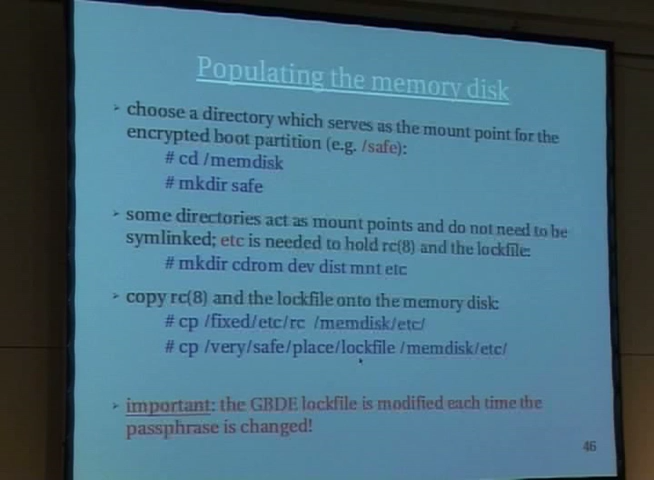 Populating the memory disk
➢ choose a directory which serves as the mount point for the
encrypted boot partition (e.g. /safe):
# cd /memdisk
# mkdir safe
➢ some directories act as mount points and do not need to be
symlinked; etc is needed to hold rc(8) and the lockfile:
# mkdir cdrom dev dist mnt etc
➢ copy rc(8) and the lockfile onto the memory disk:
# cp /fixed/etc/rc /memdisk/etc/
# cp /very/safe/place/lockfile /memdisk/etc/
➢ important: the GBDE lockfile is modified each time the
passphrase is changed!
46